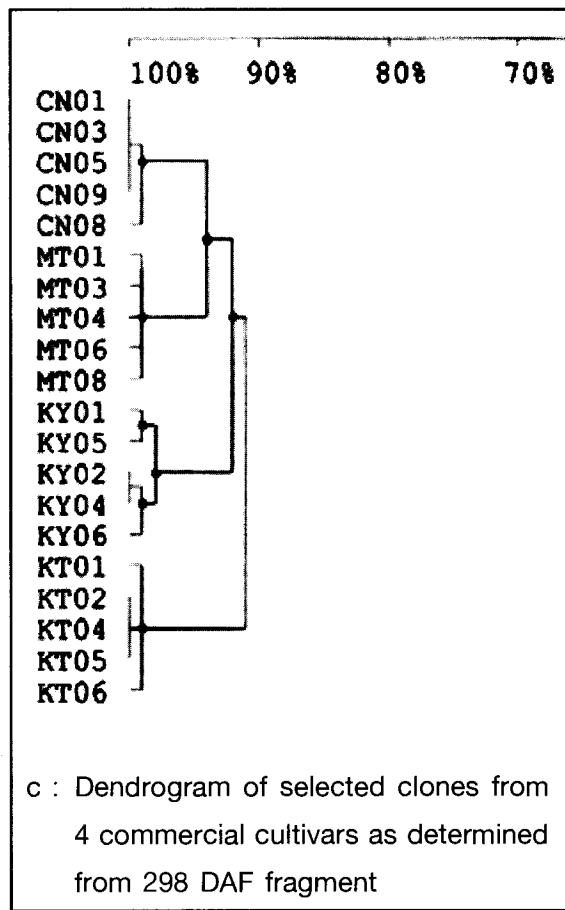 100% 90% 80% 70%
CN01
CN03
CN05
CN09
CN08
MT01
MT03
MT04
MT06
MT08
KY01
KY05
KY02
KY04
KY06
KT01
KT02
KT04
KT05
KT06
c : Dendrogram of selected clones from
4 commercial cultivars as determined
from 298 DAF fragment